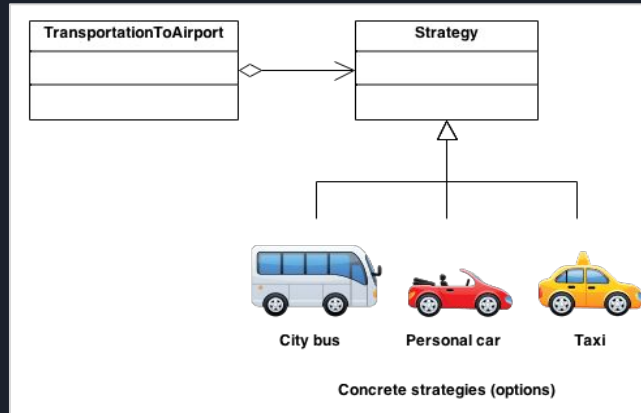 TransportationToAirport
Strategy
City bus
Personal car
Taxi
Concrete strategies (options)